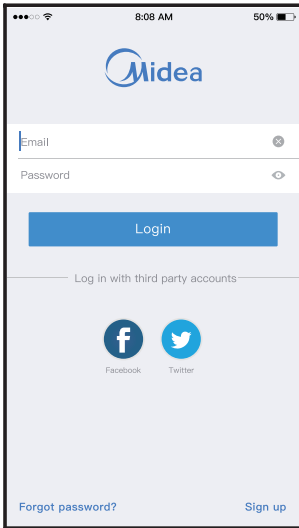 8:08 AM 50%
Midea
Email
Password
Login
Log in with third party accounts
Facebook Twitter
Forgot password? Sign up